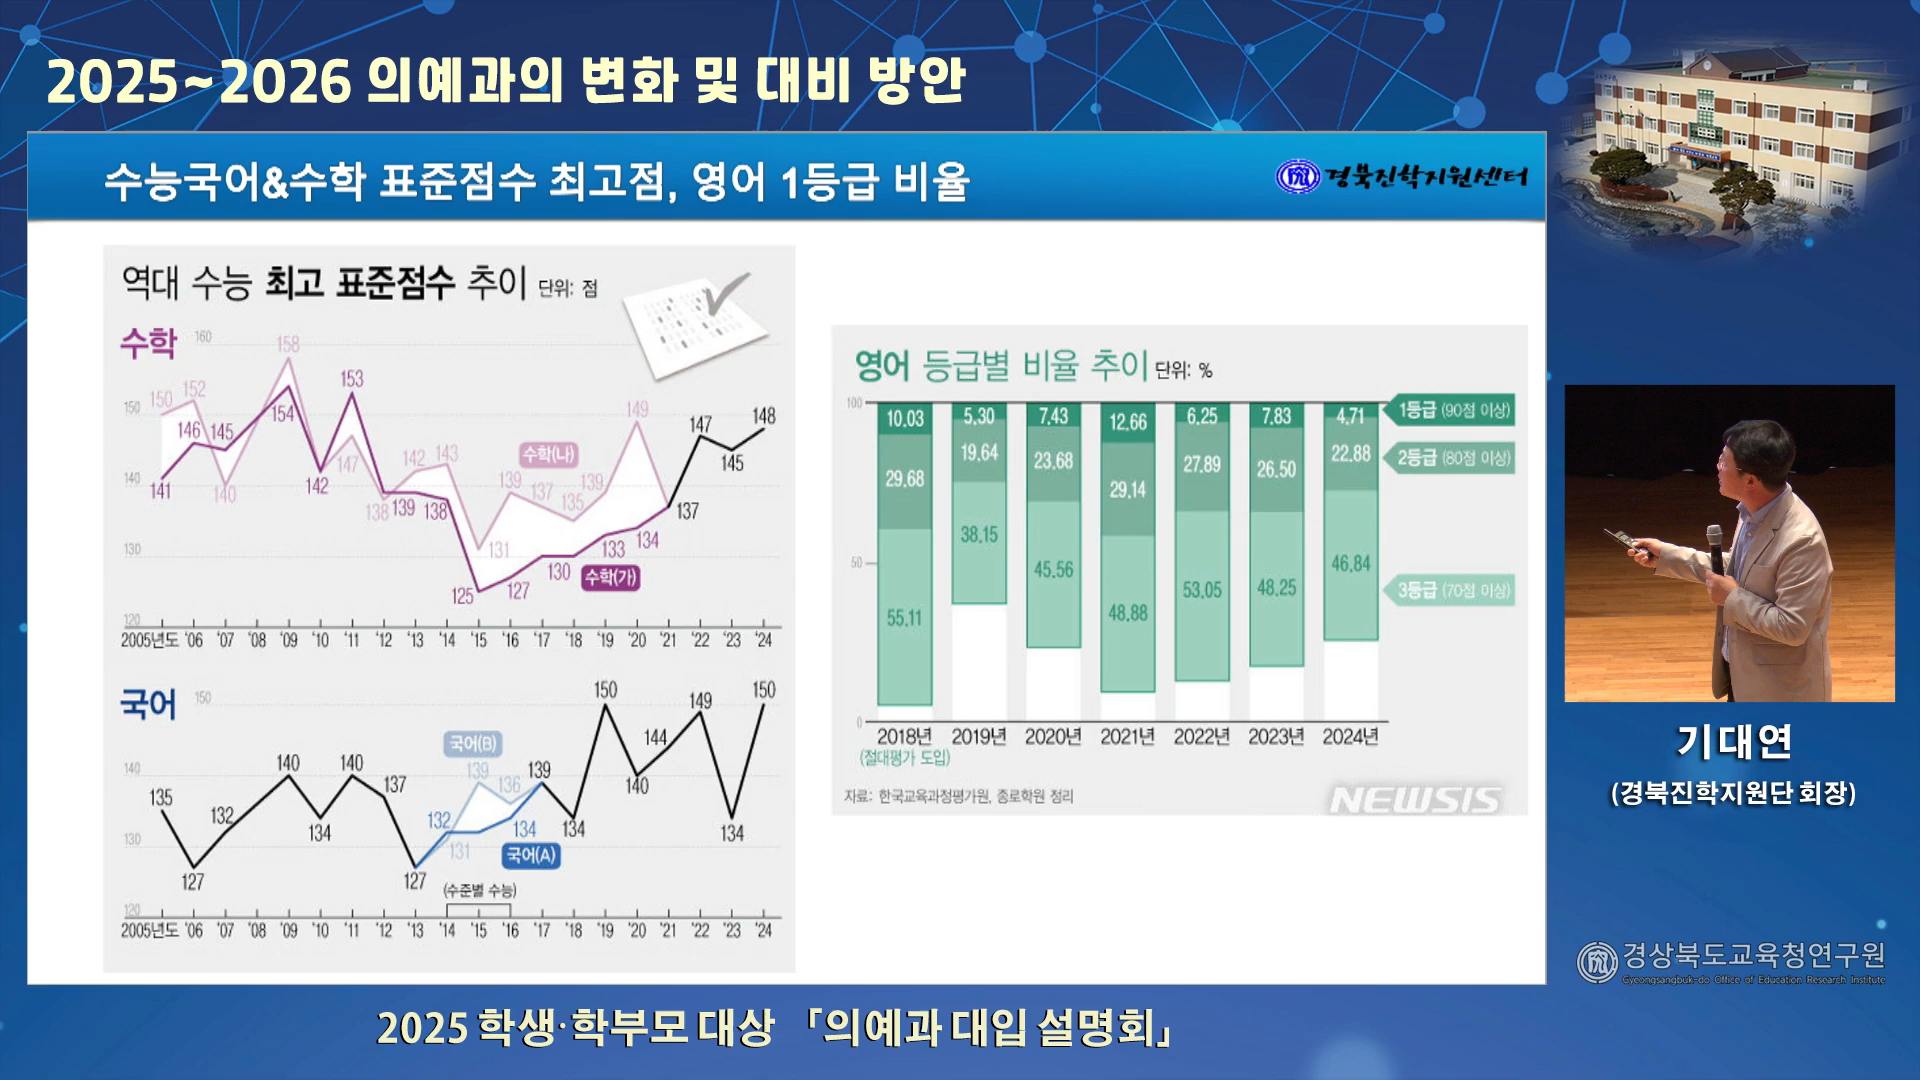 2025~2026 의예과의 변화 및 대비 방안
수능국어&수학 표준점수 최고점, 영어 1등급 비율
경북진학지원센터
역대 수능 최고 표준점수 추이 단위: 점
수학
160
150
140
130
120
150 152 140 158 147 138 142 143 131 139 137 135 139 149
수학(나)
141 146 145 154 142 153 139 138 125 127 130 133 134 137 147 145 148
수학(가)
2005년도 '06 '07 '08 '09 '10 '11 '12 '13 '14 '15 '16 '17 '18 '19 '20 '21 '22 '23 '24
국어
150
140
130
120
135 127 132 140 134 140 137 127 139 134 150 140 144 149 134 150
국어(B)
131 139 136
132 134
국어(A)
(수준별 수능)
2005년도 '06 '07 '08 '09 '10 '11 '12 '13 '14 '15 '16 '17 '18 '19 '20 '21 '22 '23 '24
영어 등급별 비율 추이 단위: %
100
50
0
10.03 5.30 7.43 12.66 6.25 7.83 4.71
1등급 (90점 이상)
29.68 19.64 23.68 29.14 27.89 26.50 22.88
2등급 (80점 이상)
55.11 38.15 45.56 48.88 53.05 48.25 46.84
3등급 (70점 이상)
2018년 2019년 2020년 2021년 2022년 2023년 2024년
(절대평가 도입)
자료: 한국교육과정평가원, 종로학원 정리
NEWSIS
기대연
(경북진학지원단 회장)
경상북도교육청연구원
Gyeongsangbuk-do Office of Education Research Institute
2025 학생·학부모 대상 「의예과 대입 설명회」